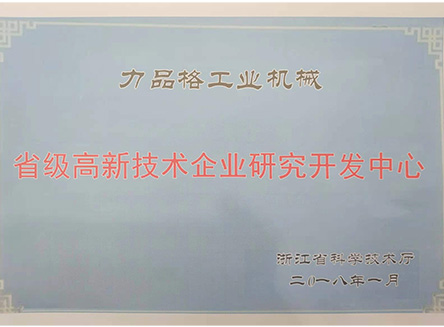 力品格工业机械
省级高新技术企业研究开发中心
浙江省科学技术厅
二〇一八年一月